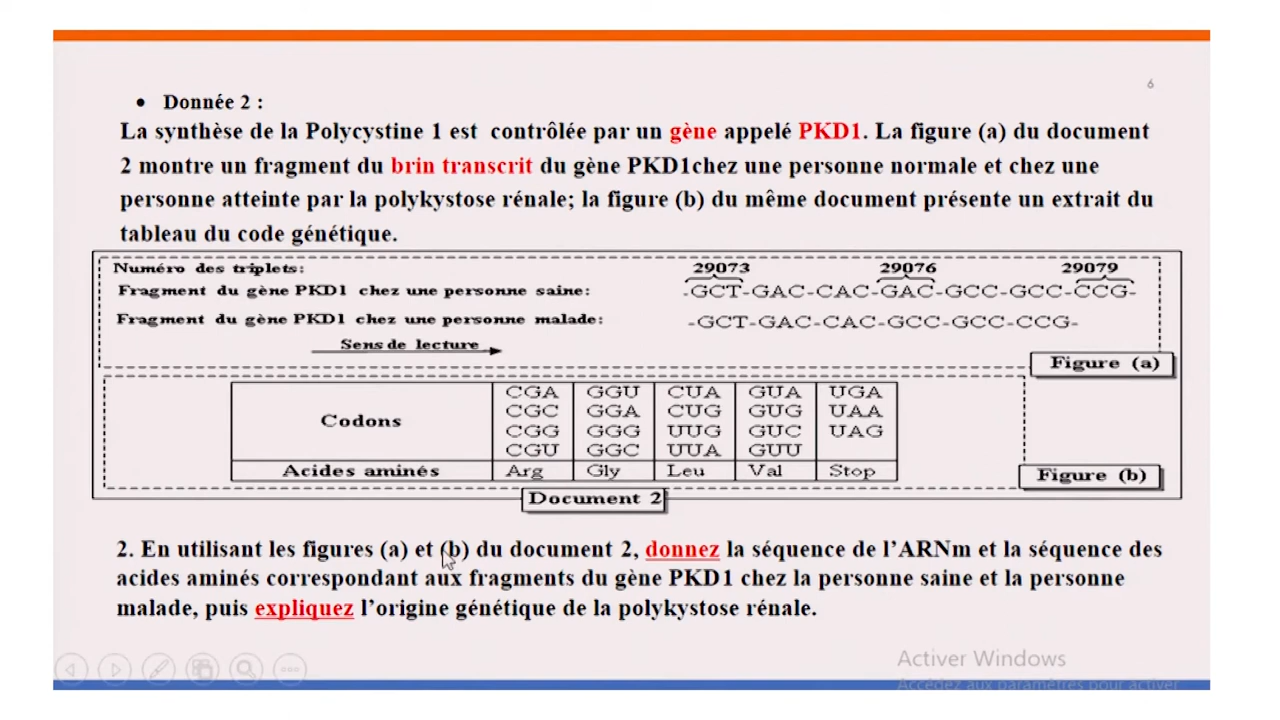 6
• Donnée 2 :
La synthèse de la Polycystine 1 est contrôlée par un gène appelé PKD1. La figure (a) du document
2 montre un fragment du brin transcrit du gène PKD1chez une personne normale et chez une
personne atteinte par la polykystose rénale; la figure (b) du même document présente un extrait du
tableau du code génétique.
Numéro des triplets: 29073 29076 29079
Fragment du gène PKD1 chez une personne saine: -GCT-GAC-CAC-GAC-GCC-GCC-CCG-
Fragment du gène PKD1 chez une personne malade: -GCT-GAC-CAC-GCC-GCC-CCG-
Sens de lecture
Figure (a)
Codons
CGA GGU CUA GUA UGA
CGC GGA CUG GUG UAA
CGG GGG UUG GUC UAG
CGU GGC UUA GUU
Acides aminés Arg Gly Leu Val Stop
Figure (b)
Document 2
2. En utilisant les figures (a) et (b) du document 2, donnez la séquence de l'ARNm et la séquence des
acides aminés correspondant aux fragments du gène PKD1 chez la personne saine et la personne
malade, puis expliquez l'origine génétique de la polykystose rénale.
Activer Windows
Accédez aux paramètres pour activer